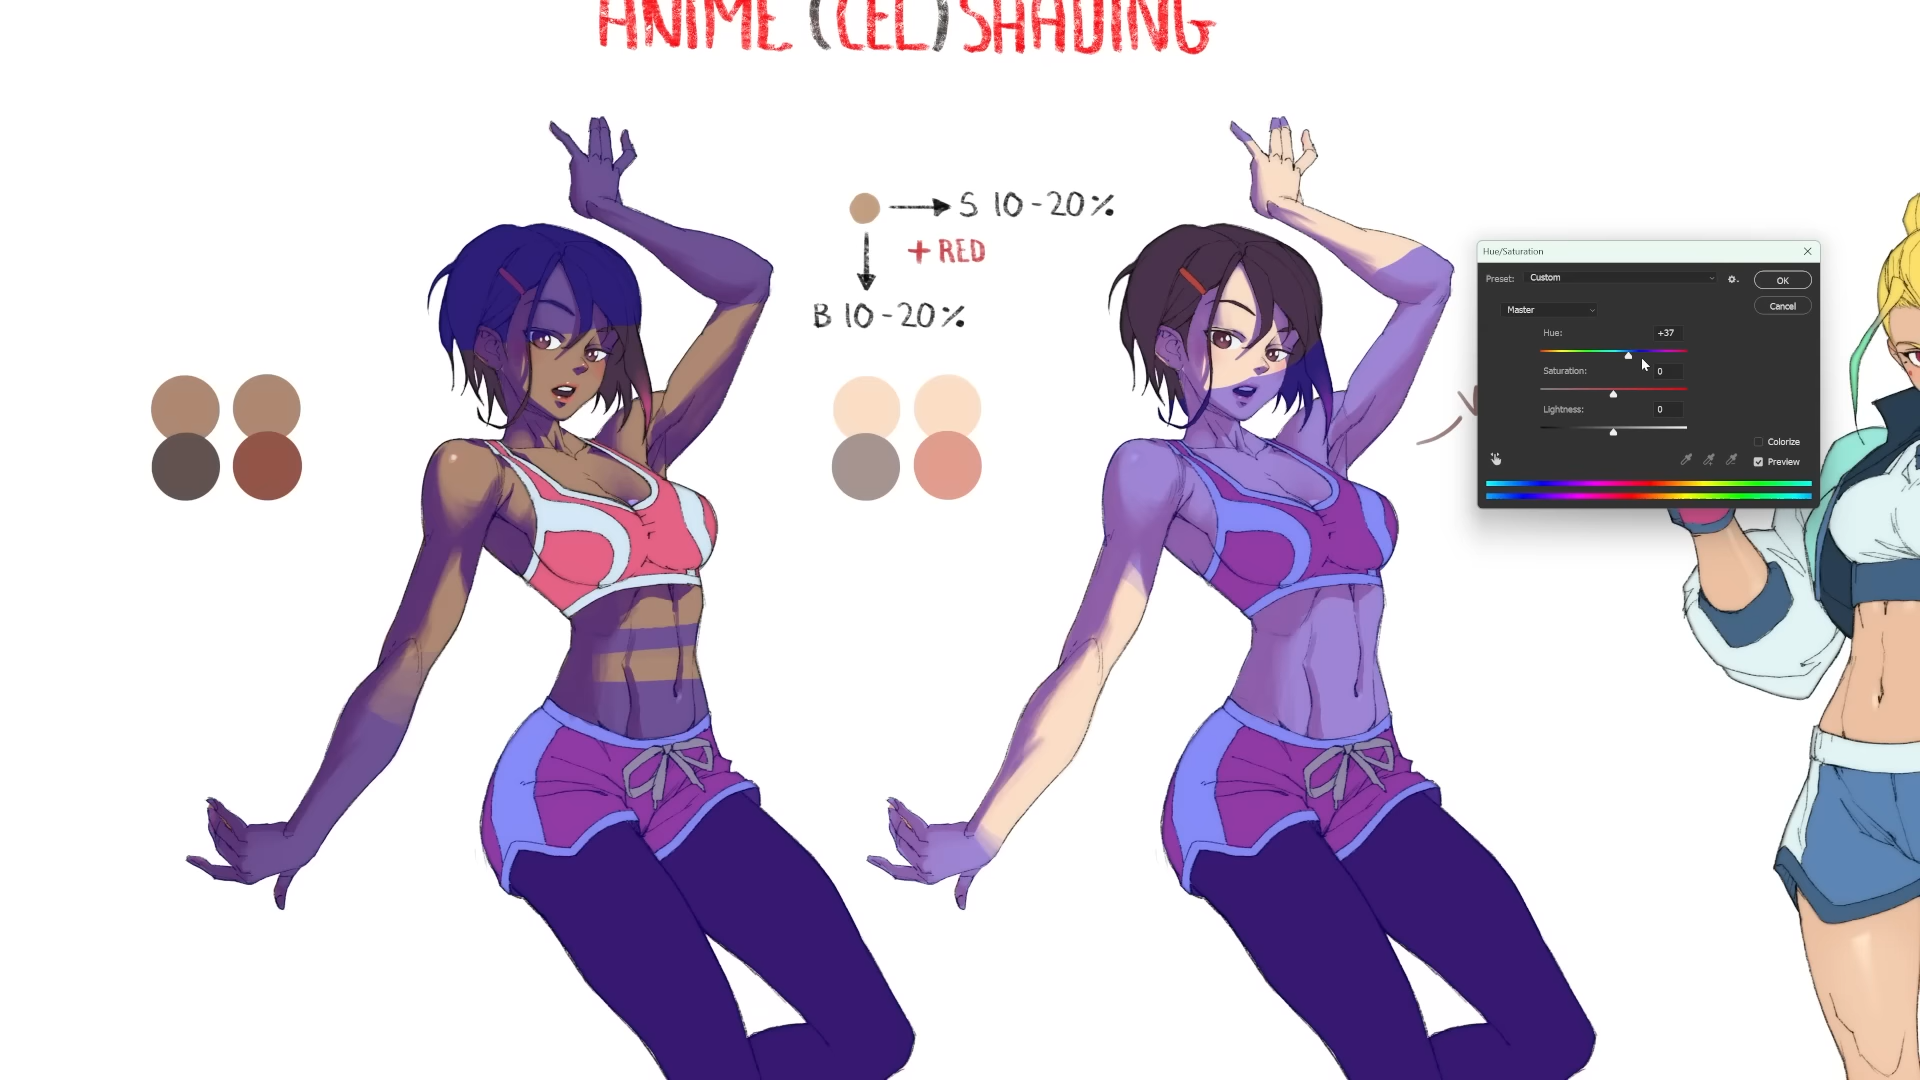 ANIME (CEL) SHADING
S 10-20%
+ RED
B 10-20%
Hue/Saturation
Preset: Custom
OK
Master
Cancel
Hue: +37
Saturation: 0
Lightness: 0
Colorize
Preview